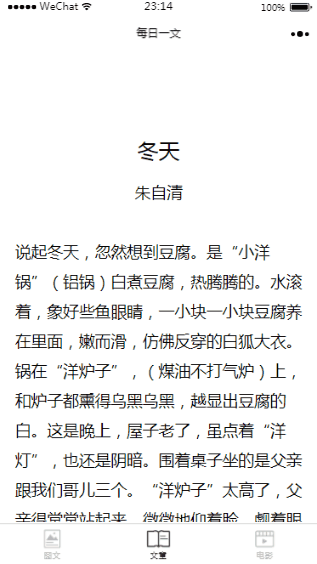 WeChat 23:14 100%
每日一文
冬天
朱自清
说起冬天，忽然想到豆腐。是“小洋
锅”（铝锅）白煮豆腐，热腾腾的。水滚
着，象好些鱼眼睛，一小块一小块豆腐养
在里面，嫩而滑，仿佛反穿的白狐大衣。
锅在“洋炉子”，（煤油不打气炉）上，
和炉子都熏得乌黑乌黑，越显出豆腐的
白。这是晚上，屋子老了，虽点着“洋
灯”，也还是阴暗。围着桌子坐的是父亲
跟我们哥儿三个。“洋炉子”太高了，父
亲得常常站起来，微微地仰着脸，觑着眼
图文 文章 电影